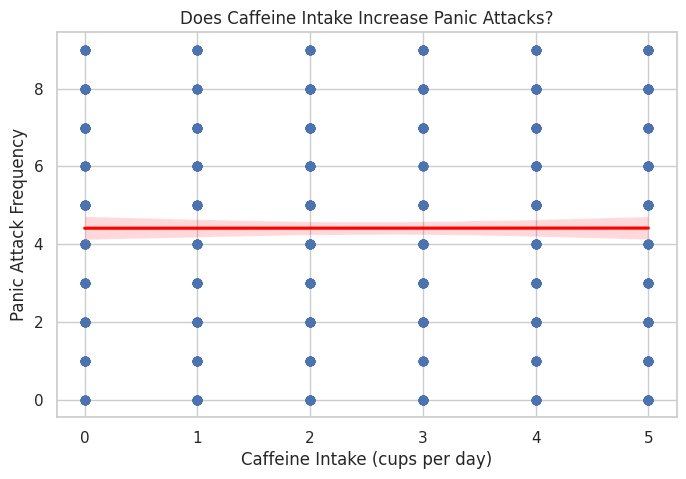 Does Caffeine Intake Increase Panic Attacks?
Panic Attack Frequency
8
6
4
2
0
0 1 2 3 4 5
Caffeine Intake (cups per day)